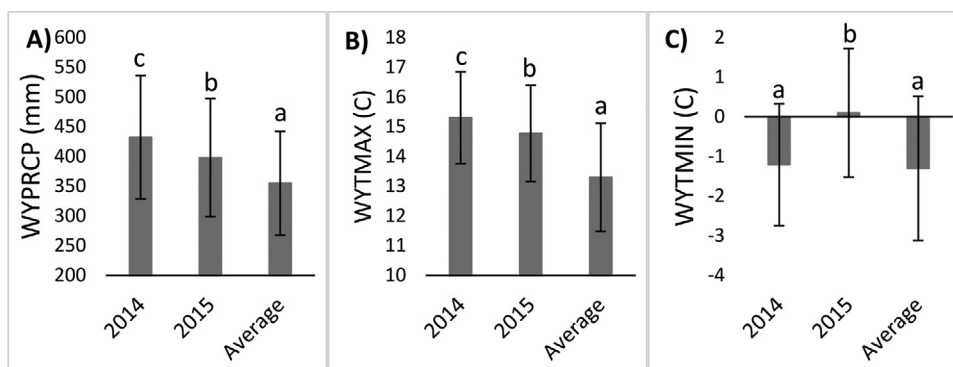 A)
WYPRCP (mm)
600
550
500
450
400
350
300
250
200
c
b
a
2014
2015
Average
B)
WYTMAX (C)
18
17
16
15
14
13
12
11
10
c
b
a
2014
2015
Average
C)
WYTMIN (C)
2
1
0
-1
-2
-3
-4
a
b
a
2014
2015
Average